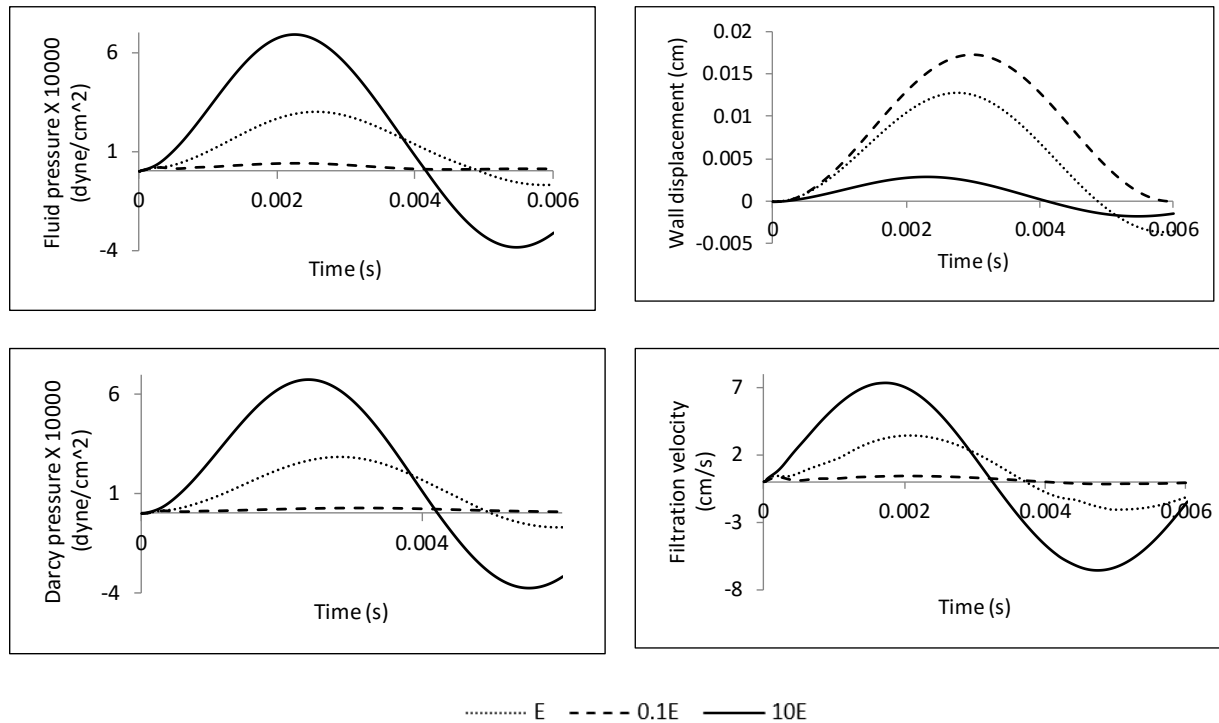 Fluid pressure X 10000
(dyne/cm^2)
6
1
-4
0
0.002
0.004
0.006
Time (s)
Wall displacement (cm)
0.02
0.015
0.01
0.005
0
-0.005
0
0.002
0.004
0.006
Time (s)
Darcy pressure X 10000
(dyne/cm^2)
6
1
-4
0
0.004
Time (s)
Filtration velocity
(cm/s)
7
2
-3
-8
0
0.002
0.004
0.006
Time (s)
E 0.1E 10E